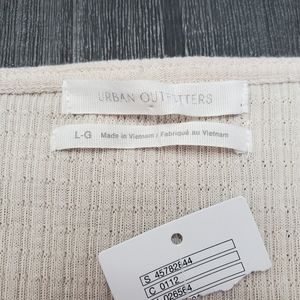 URBAN OUTFITTERS
L-G Made in Vietnam / Fabriqué au Vietnam
S 45782644
C 0112